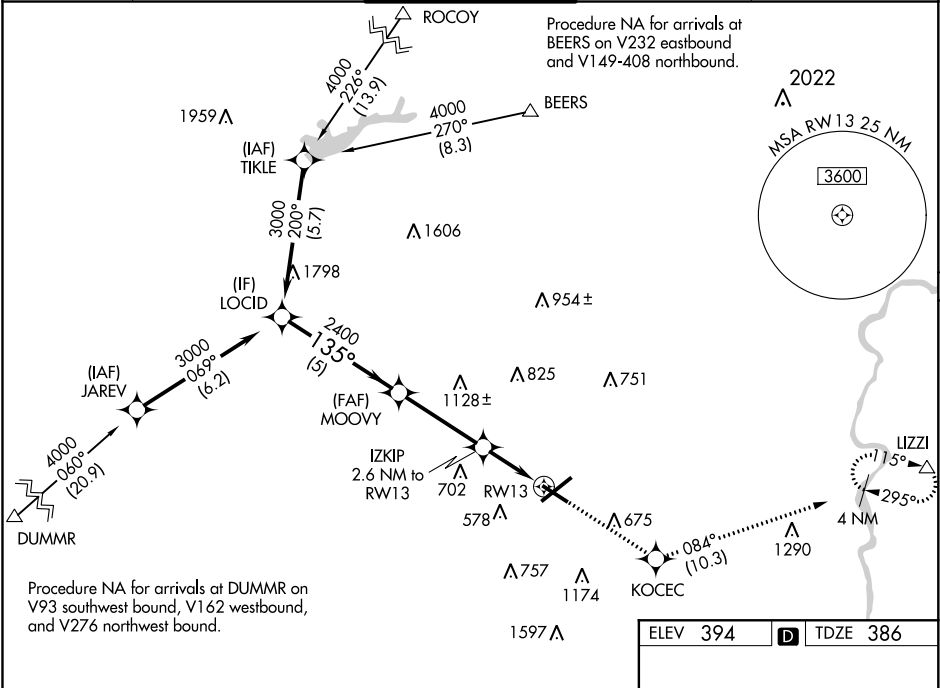 ROCOY
Procedure NA for arrivals at
BEERS on V232 eastbound
and V149-408 northbound.
4000
226°
(13.9)
2022
1959
BEERS
4000
270°
(8.3)
MSA RW13 25 NM
3600
(IAF)
TIKLE
3000
200°
(5.7)
1606
1798
(IF)
LOCID
954 ±
2400
135°
(5)
3000
069°
(6.2)
(IAF)
JAREV
825
751
1128 ±
(FAF)
MOOVY
4000
060°
(20.9)
DUMMR
IZKIP
2.6 NM to
RW13
702
RW13
578
675
LIZZI
115°
295°
4 NM
084°
(10.3)
1290
757
1174
KOCEC
Procedure NA for arrivals at DUMMR on
V93 southwest bound, V162 westbound,
and V276 northwest bound.
1597
ELEV 394 D TDZE 386